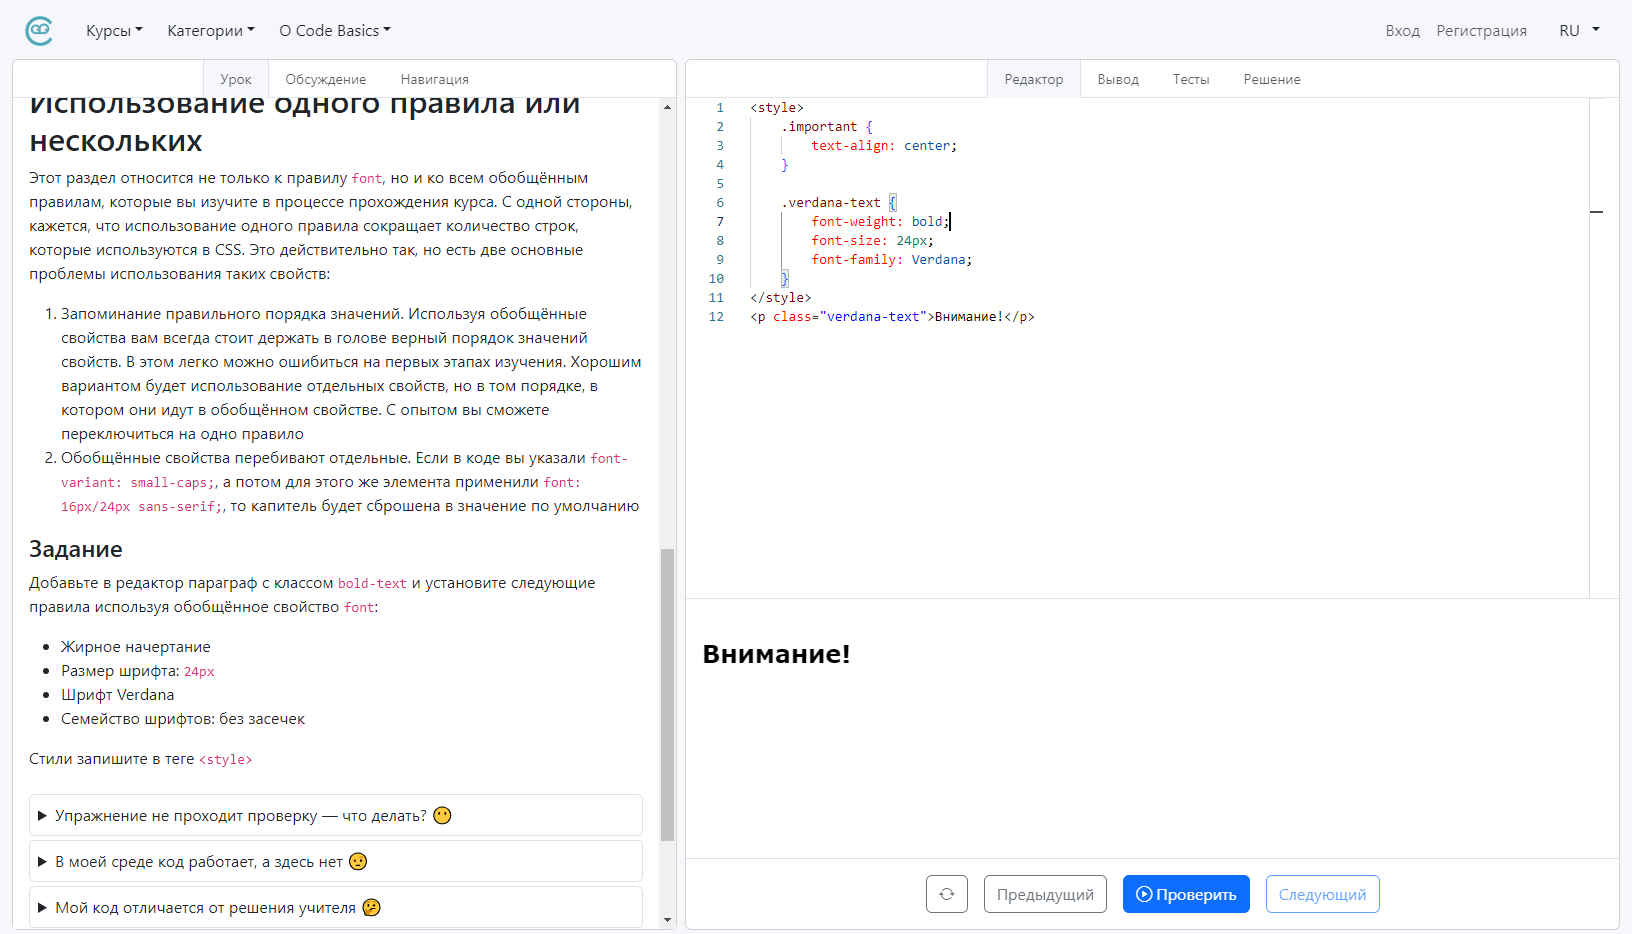 Курсы Категории О Code Basics Вход Регистрация RU
Урок Обсуждение Навигация
Использование одного правила или
нескольких
Этот раздел относится не только к правилу font, но и ко всем обобщённым
правилам, которые вы изучите в процессе прохождения курса. С одной стороны,
кажется, что использование одного правила сокращает количество строк,
которые используются в CSS. Это действительно так, но есть две основные
проблемы использования таких свойств:
1. Запоминание правильного порядка значений. Используя обобщённые
свойства вам всегда стоит держать в голове верный порядок значений
свойств. В этом легко можно ошибиться на первых этапах изучения. Хорошим
вариантом будет использование отдельных свойств, но в том порядке, в
котором они идут в обобщённом свойстве. С опытом вы сможете
переключиться на одно правило
2. Обобщённые свойства перебивают отдельные. Если в коде вы указали font-
variant: small-caps;, а потом для этого же элемента применили font:
16px/24px sans-serif;, то капитель будет сброшена в значение по умолчанию
Задание
Добавьте в редактор параграф с классом bold-text и установите следующие
правила используя обобщённое свойство font:
Жирное начертание
Размер шрифта: 24px
Шрифт Verdana
Семейство шрифтов: без засечек
Стили запишите в теге <style>
Упражнение не проходит проверку — что делать? 😶
В моей среде код работает, а здесь нет 🤨
Мой код отличается от решения учителя 🤔
Редактор Вывод Тесты Решение
1 <style>
2 .important {
3 text-align: center;
4 }
5
6 .verdana-text {
7 font-weight: bold;
8 font-size: 24px;
9 font-family: Verdana;
10 }
11 </style>
12 <p class="verdana-text">Внимание!</p>
Внимание!
Предыдущий Проверить Следующий